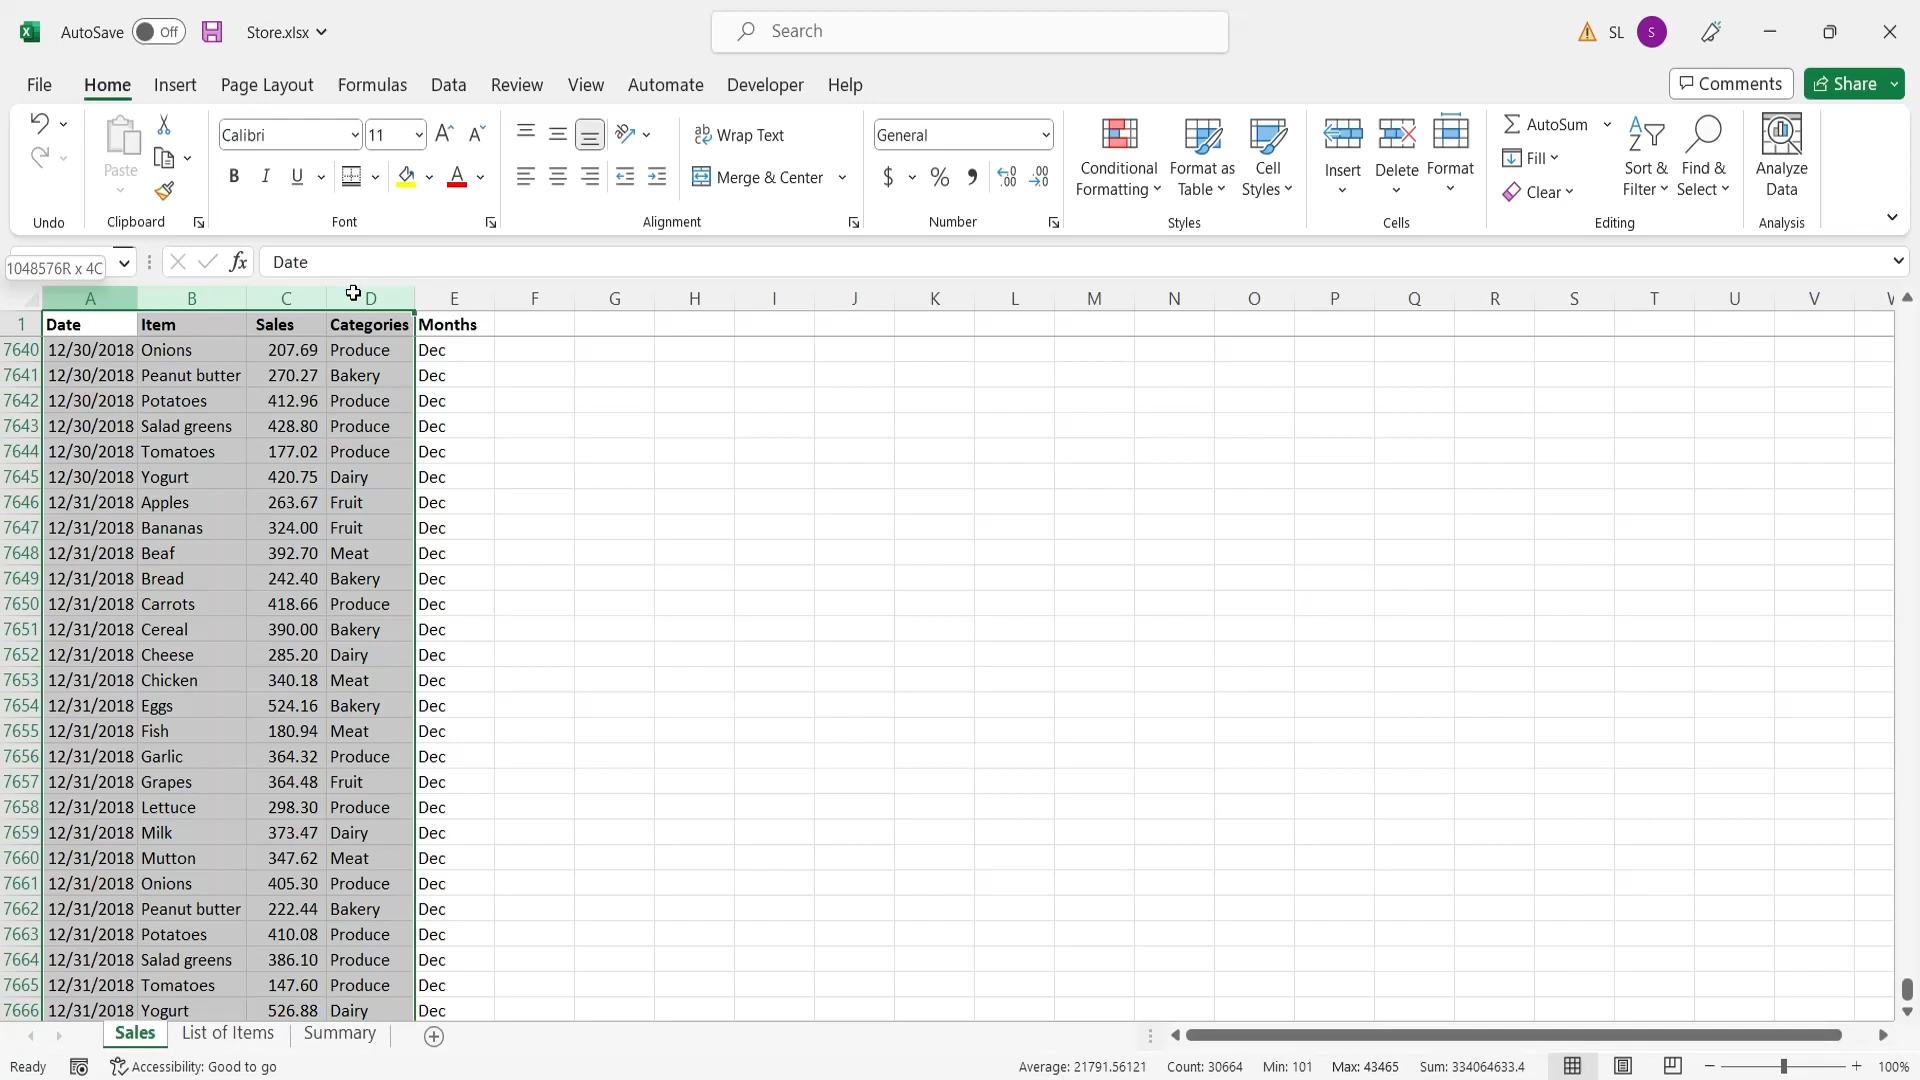 AutoSave Off Store.xlsx Search SL S
File Home Insert Page Layout Formulas Data Review View Automate Developer Help Comments Share
Paste Calibri 11 Wrap Text General Conditional Formatting Format as Table Cell Styles Insert Delete Format AutoSum Sort & Filter Find & Select Analyze Data
B I U Merge & Center $ % Fill Clear
Undo Clipboard Font Alignment Number Styles Cells Editing Analysis
1048576R x 4C fx Date
A B C D E F G H I J K L M N O P Q R S T U V
1 Date Item Sales Categories Months
7640 12/30/2018 Onions 207.69 Produce Dec
7641 12/30/2018 Peanut butter 270.27 Bakery Dec
7642 12/30/2018 Potatoes 412.96 Produce Dec
7643 12/30/2018 Salad greens 428.80 Produce Dec
7644 12/30/2018 Tomatoes 177.02 Produce Dec
7645 12/30/2018 Yogurt 420.75 Dairy Dec
7646 12/31/2018 Apples 263.67 Fruit Dec
7647 12/31/2018 Bananas 324.00 Fruit Dec
7648 12/31/2018 Beaf 392.70 Meat Dec
7649 12/31/2018 Bread 242.40 Bakery Dec
7650 12/31/2018 Carrots 418.66 Produce Dec
7651 12/31/2018 Cereal 390.00 Bakery Dec
7652 12/31/2018 Cheese 285.20 Dairy Dec
7653 12/31/2018 Chicken 340.18 Meat Dec
7654 12/31/2018 Eggs 524.16 Bakery Dec
7655 12/31/2018 Fish 180.94 Meat Dec
7656 12/31/2018 Garlic 364.32 Produce Dec
7657 12/31/2018 Grapes 364.48 Fruit Dec
7658 12/31/2018 Lettuce 298.30 Produce Dec
7659 12/31/2018 Milk 373.47 Dairy Dec
7660 12/31/2018 Mutton 347.62 Meat Dec
7661 12/31/2018 Onions 405.30 Produce Dec
7662 12/31/2018 Peanut butter 222.44 Bakery Dec
7663 12/31/2018 Potatoes 410.08 Produce Dec
7664 12/31/2018 Salad greens 386.10 Produce Dec
7665 12/31/2018 Tomatoes 147.60 Produce Dec
7666 12/31/2018 Yogurt 526.88 Dairy Dec
Sales List of Items Summary
Ready Accessibility: Good to go Average: 21791.56121 Count: 30664 Min: 101 Max: 43465 Sum: 334064633.4 100%